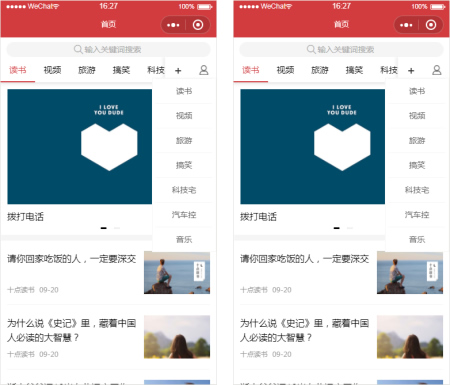 WeChat 16:27 100%
首页
输入关键词搜索
读书 视频 旅游 搞笑 科技 +
读书
视频
旅游
搞笑
科技宅
汽车控
音乐
I LOVE
YOU DUDE
拨打电话
请你回家吃饭的人，一定要深交
十点读书 09-20
为什么说《史记》里，藏着中国
人必读的大智慧？
十点读书 09-20
WeChat 16:27 100%
首页
输入关键词搜索
读书 视频 旅游 搞笑 科技 +
读书
视频
旅游
搞笑
科技宅
汽车控
音乐
I LOVE
YOU DUDE
拨打电话
请你回家吃饭的人，一定要深交
十点读书 09-20
为什么说《史记》里，藏着中国
人必读的大智慧？
十点读书 09-20